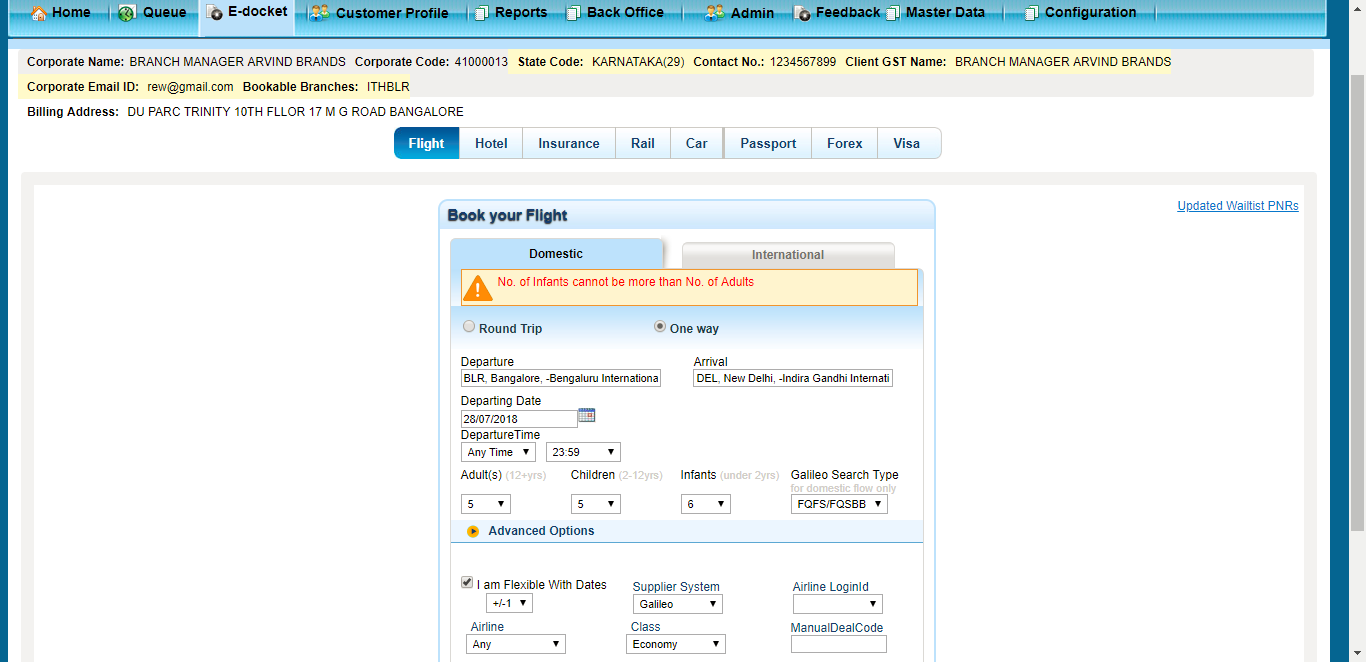 Home Queue E-docket Customer Profile Reports Back Office Admin Feedback Master Data Configuration
Corporate Name: BRANCH MANAGER ARVIND BRANDS Corporate Code: 41000013 State Code: KARNATAKA(29) Contact No.: 1234567899 Client GST Name: BRANCH MANAGER ARVIND BRANDS
Corporate Email ID: rew@gmail.com Bookable Branches: ITHBLR
Billing Address: DU PARC TRINITY 10TH FLLOR 17 M G ROAD BANGALORE
Flight Hotel Insurance Rail Car Passport Forex Visa
Updated Wailtist PNRs
Book your Flight
Domestic International
No. of Infants cannot be more than No. of Adults
Round Trip One way
Departure Arrival
BLR, Bangalore, -Bengaluru Internationa DEL, New Delhi, -Indira Gandhi Internati
Departing Date
28/07/2018
DepartureTime
Any Time 23:59
Adult(s) (12+yrs) Children (2-12yrs) Infants (under 2yrs) Galileo Search Type
for domestic flow only
5 5 6 FQFS/FQSBB
Advanced Options
I am Flexible With Dates Supplier System Airline LoginId
+/-1 Galileo
Airline Class ManualDealCode
Any Economy